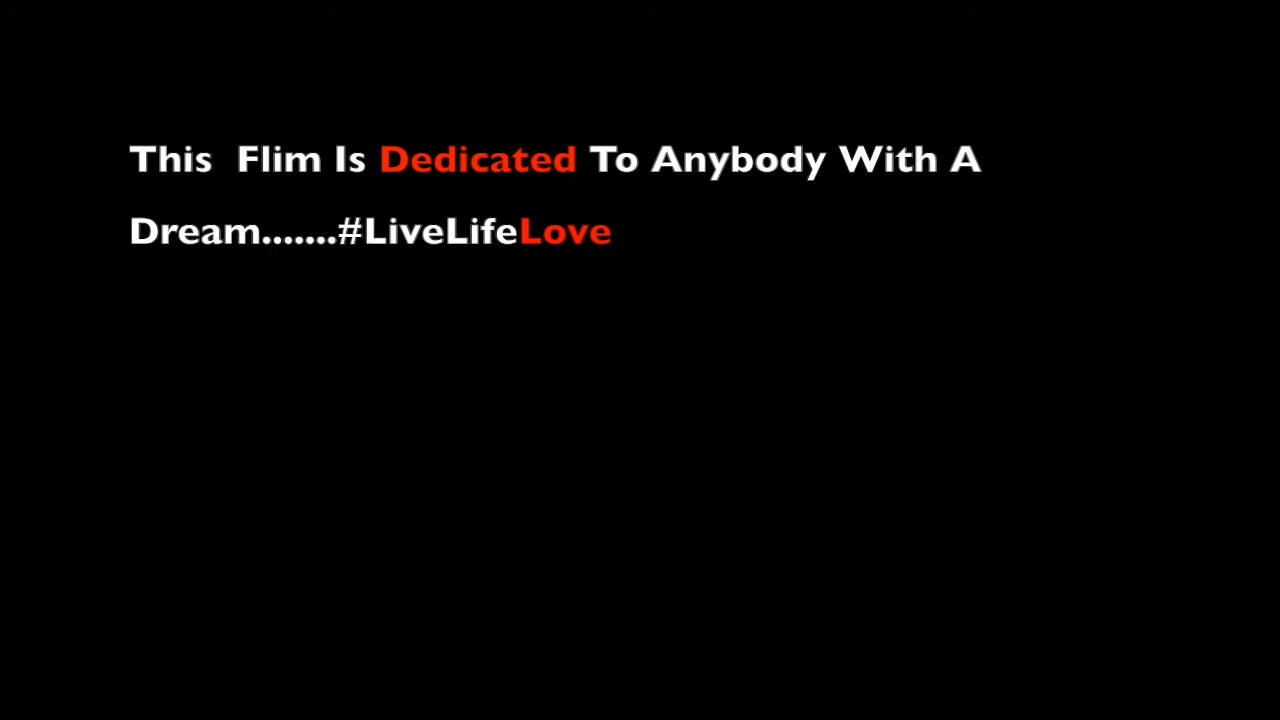 This  Flim Is Dedicated To Anybody With A
Dream.......#LiveLifeLove